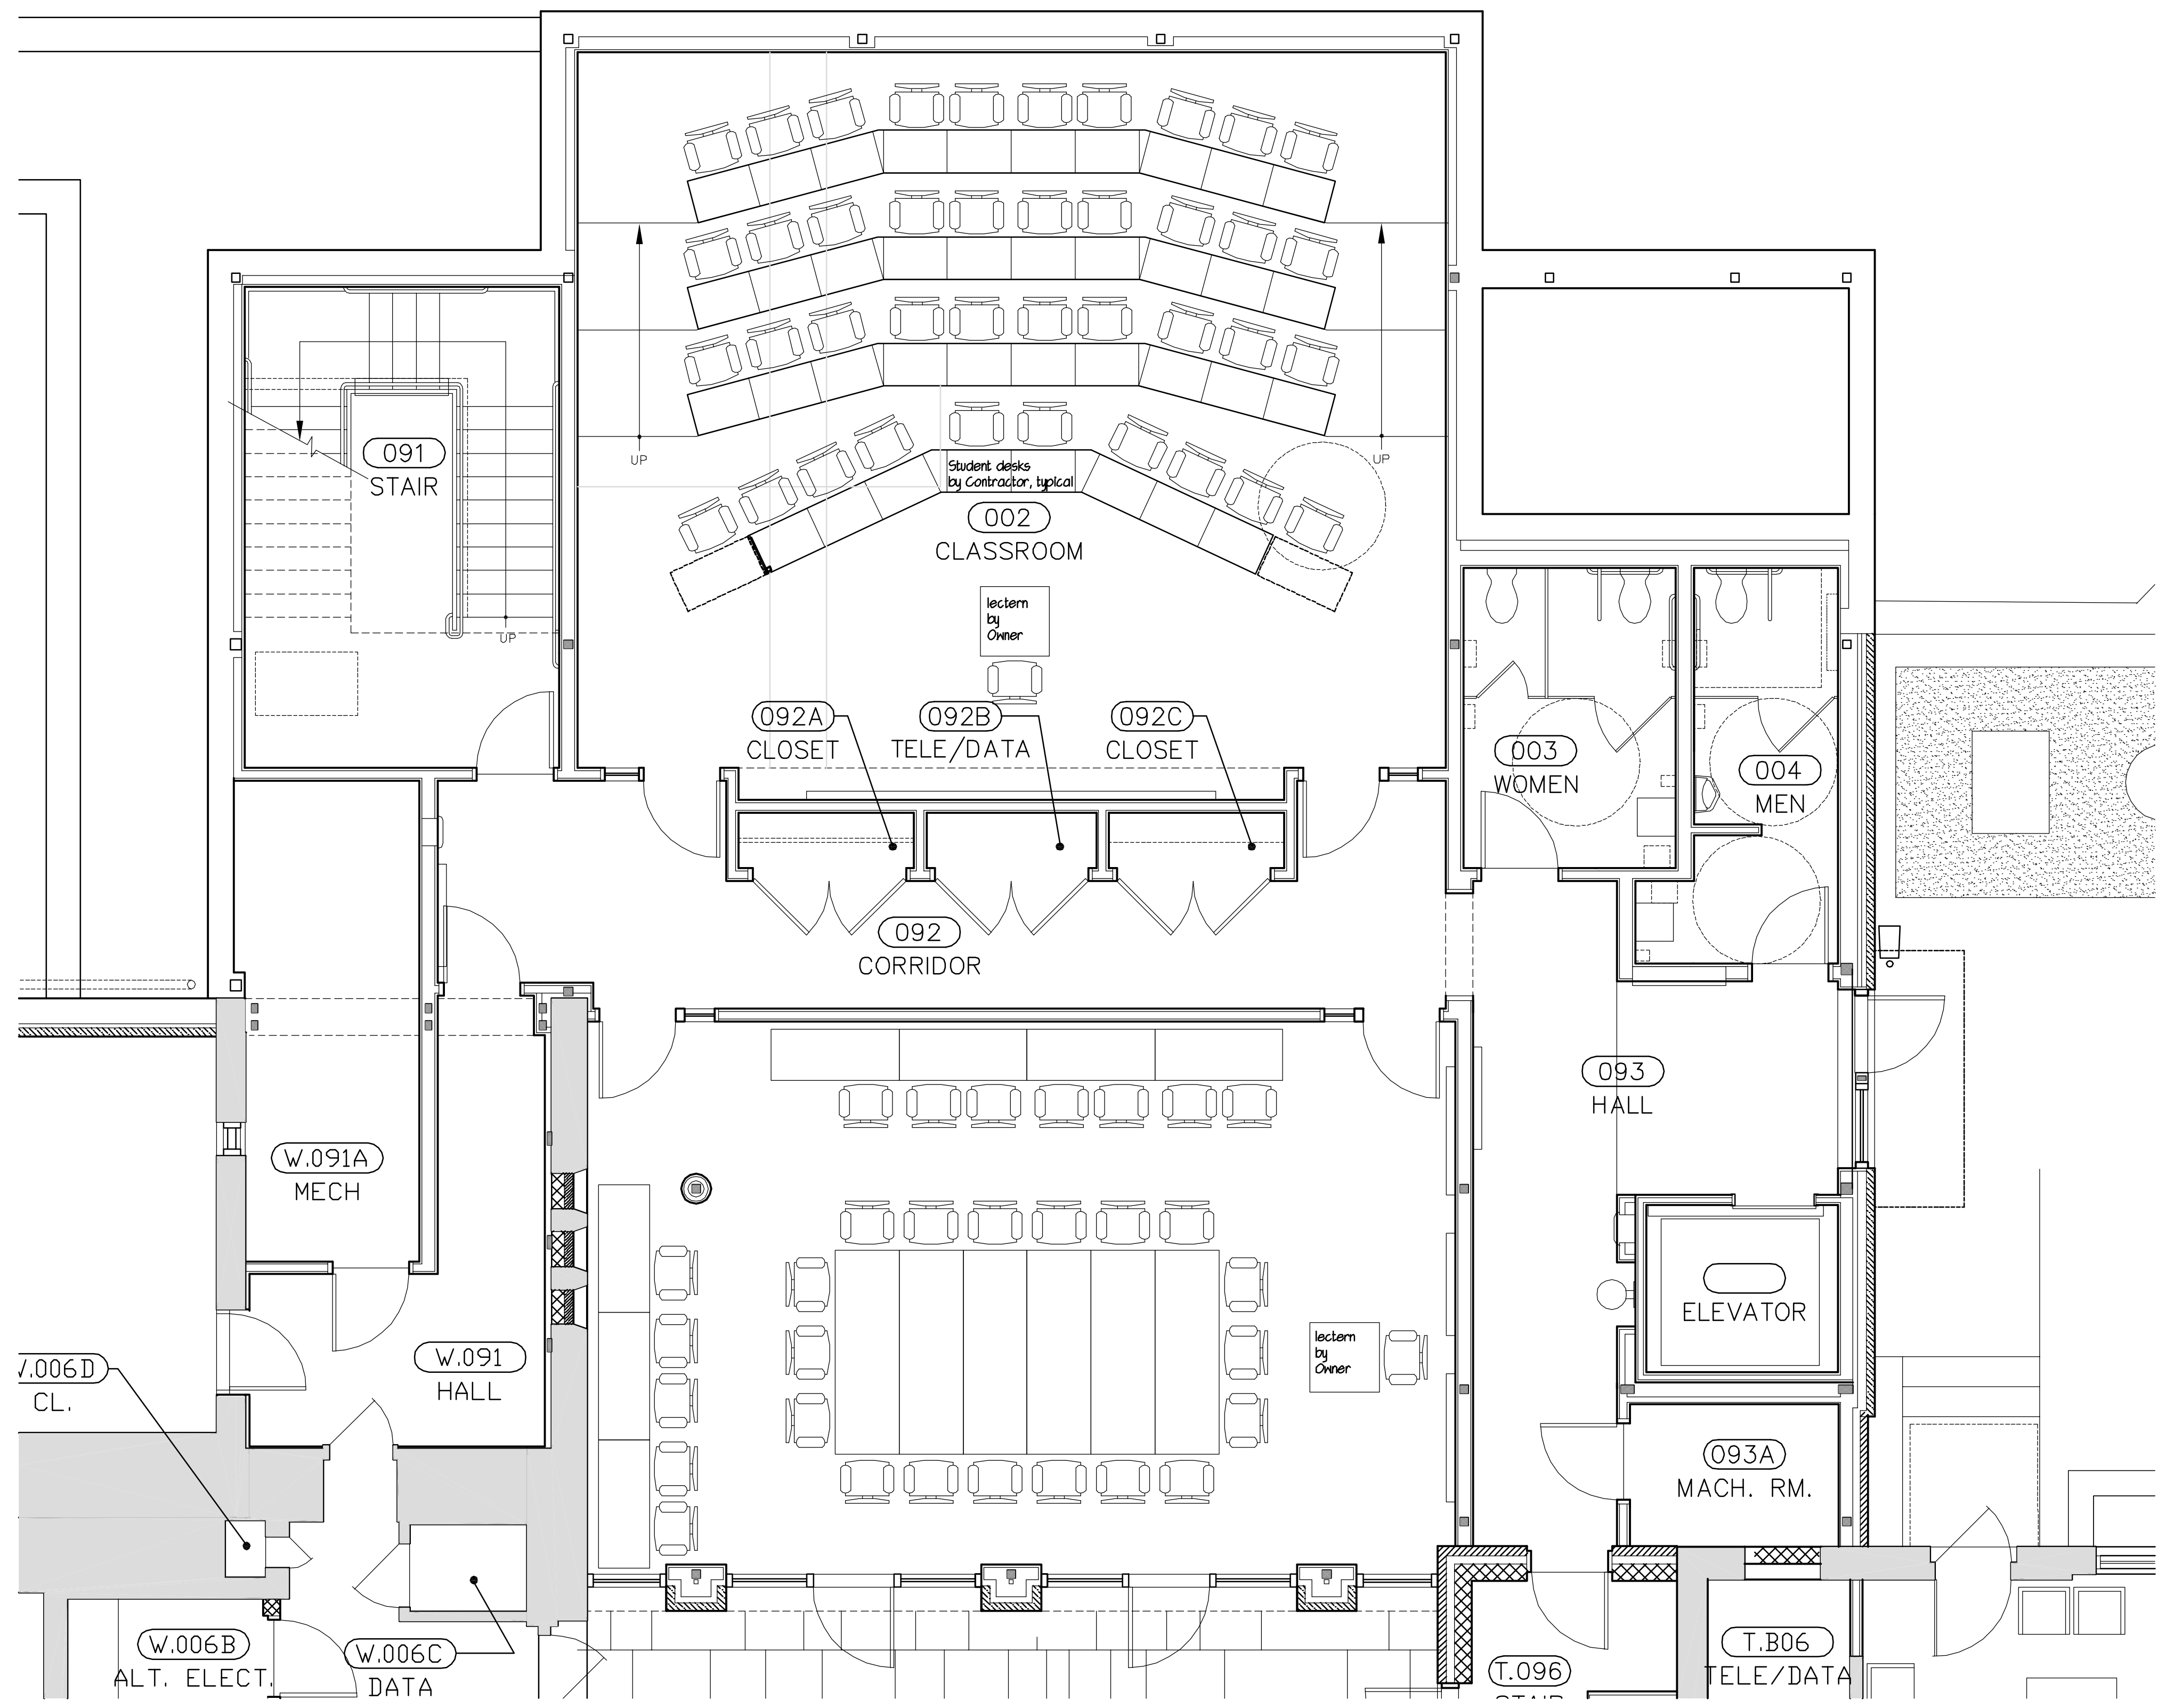 091
STAIR
UP
UP
UP
Student desks
by Contractor, typical
002
CLASSROOM
lectern
by
Owner
092A
CLOSET
092B
TELE/DATA
092C
CLOSET
003
WOMEN
004
MEN
092
CORRIDOR
093
HALL
W.091A
MECH
ELEVATOR
lectern
by
Owner
W.091
HALL
.006D
CL.
093A
MACH. RM.
W.006B
ALT. ELECT.
W.006C
DATA
T.096
T.B06
TELE/DATA